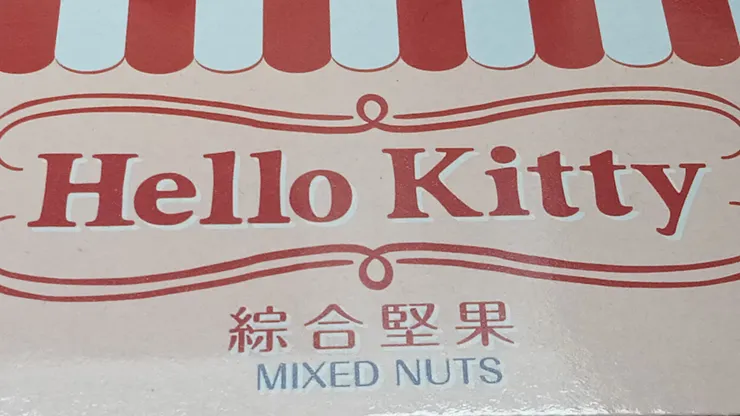 Hello Kitty
綜合堅果
MIXED NUTS